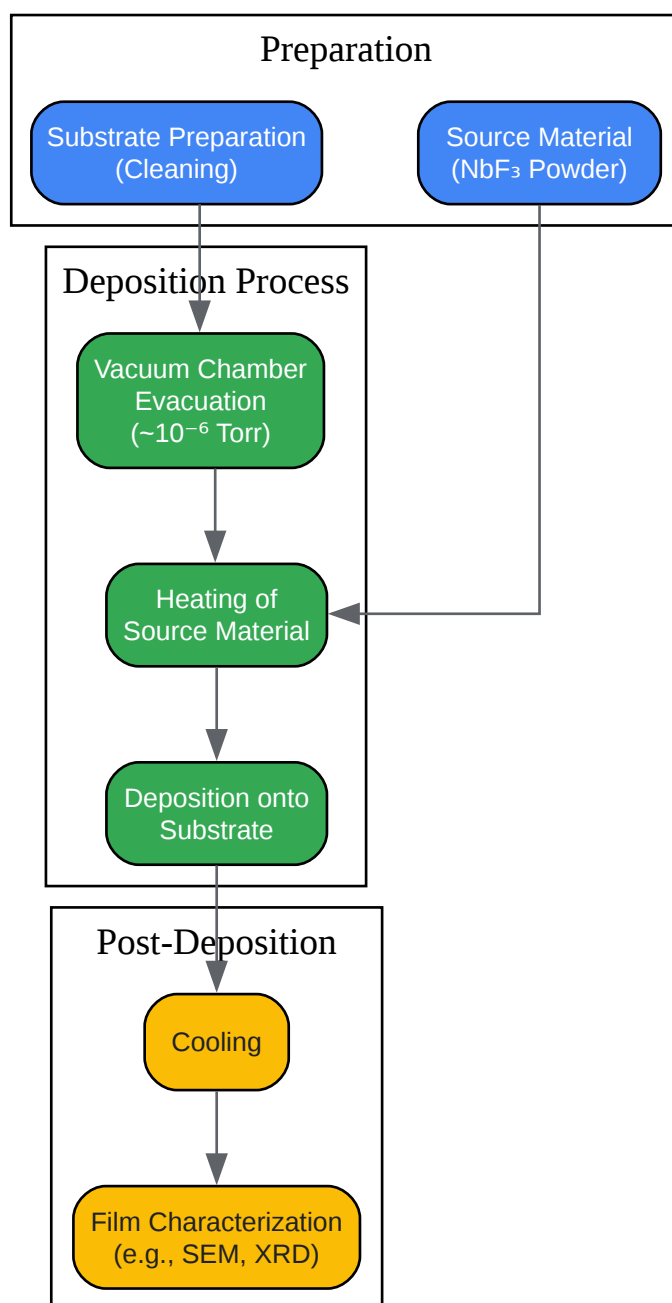 Preparation
Substrate Preparation
(Cleaning)
Source Material
(NbF₃ Powder)
Deposition Process
Vacuum Chamber
Evacuation
(~10⁻⁶ Torr)
Heating of
Source Material
Deposition onto
Substrate
Post-Deposition
Cooling
Film Characterization
(e.g., SEM, XRD)